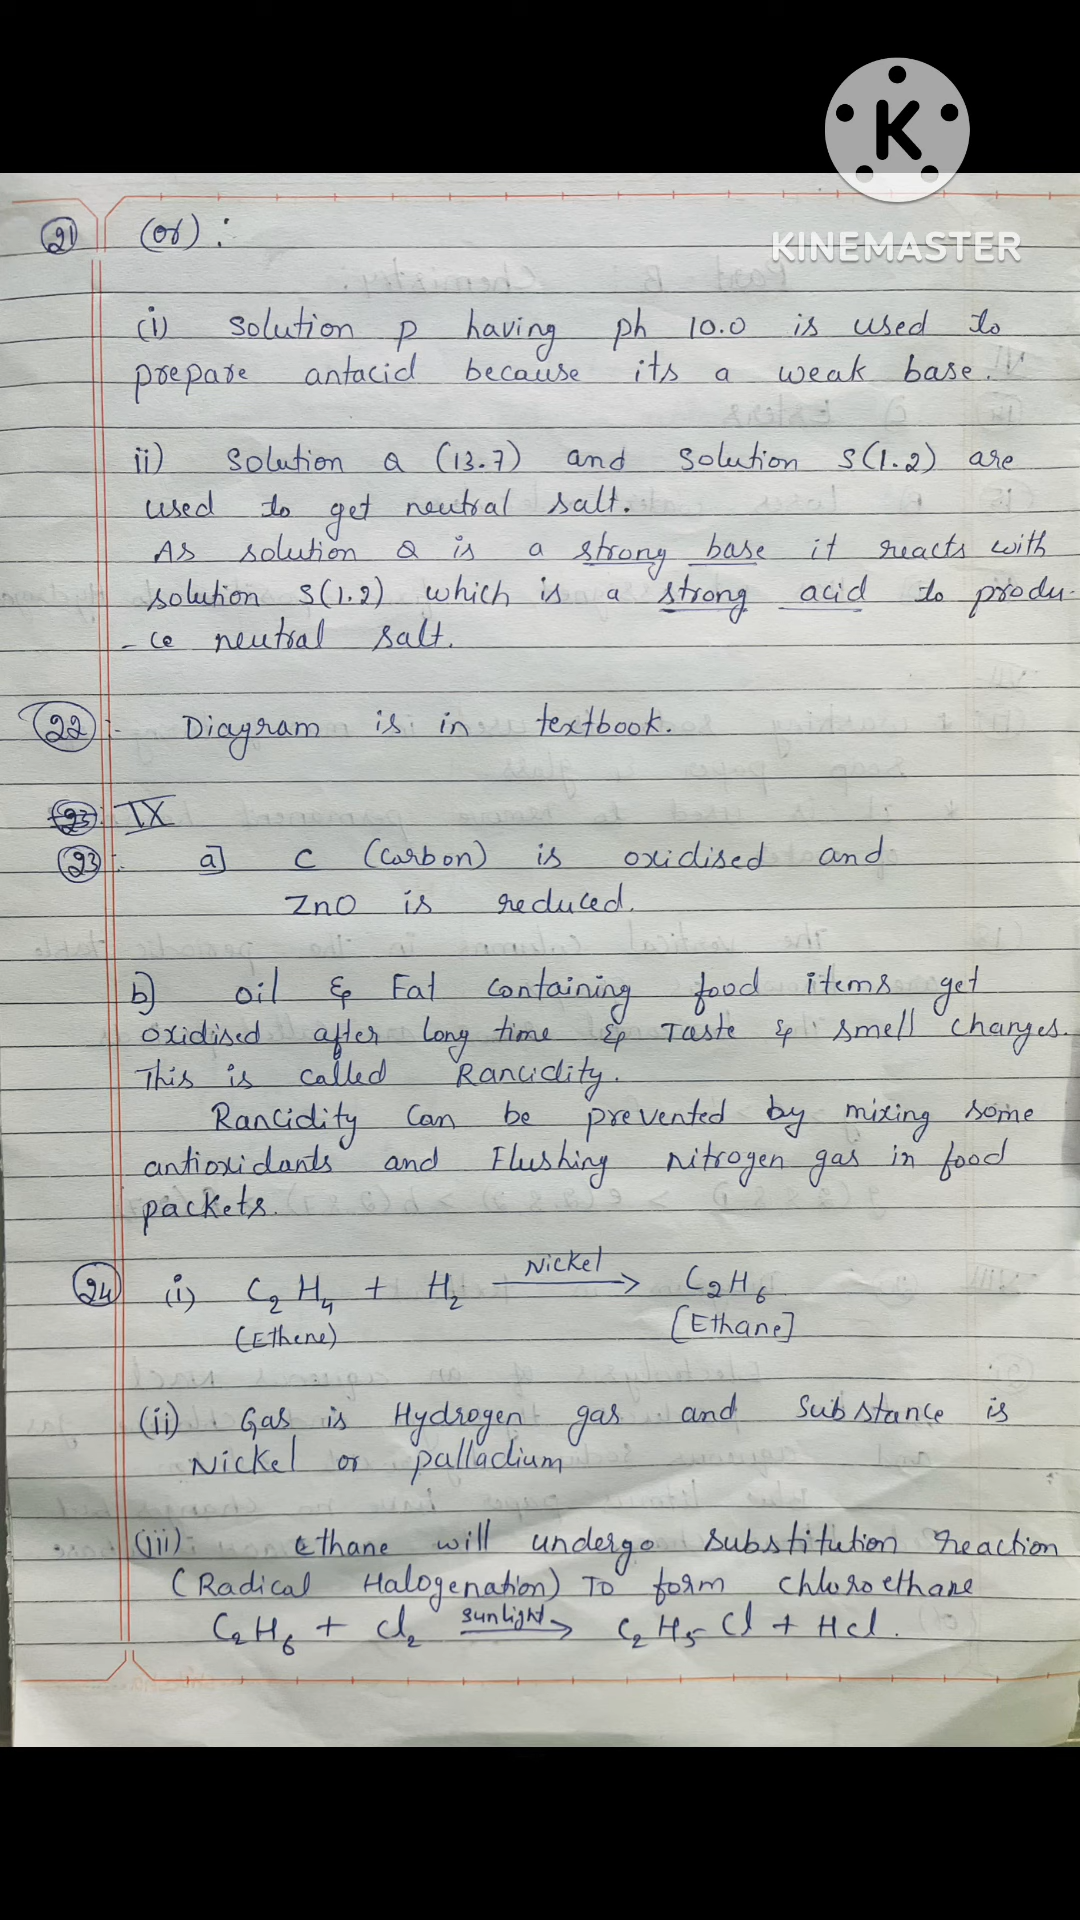 K
KINEMASTER
21 (or) :
(i) Solution p having ph 10.0 is used to
prepare antacid because its a weak base.
ii) Solution Q (13.7) and Solution S(1.2) are
used to get neutral salt.
As solution Q is a strong base it reacts with
solution S(1.2) which is a strong acid to produ-
-ce neutral salt.
22 :- Diagram is in textbook.
23: IX
23 :- a] C (Carbon) is oxidised and
ZnO is reduced.
b) Oil & Fat containing food items get
oxidised after long time & Taste & smell changes.
This is called Rancidity.
Rancidity Can be prevented by mixing some
antioxidants and Flushing nitrogen gas in food
packets.
24 (i) C₂H₄ + H₂ Nickel → C₂H₆
(Ethene) [Ethane]
(ii) Gas is Hydrogen gas and Substance is
Nickel or palladium
(iii) : Ethane will undergo substitution reaction
(Radical Halogenation) To form chloroethane
C₂H₆ + Cl₂ sunlight → C₂H₅Cl + HCl.